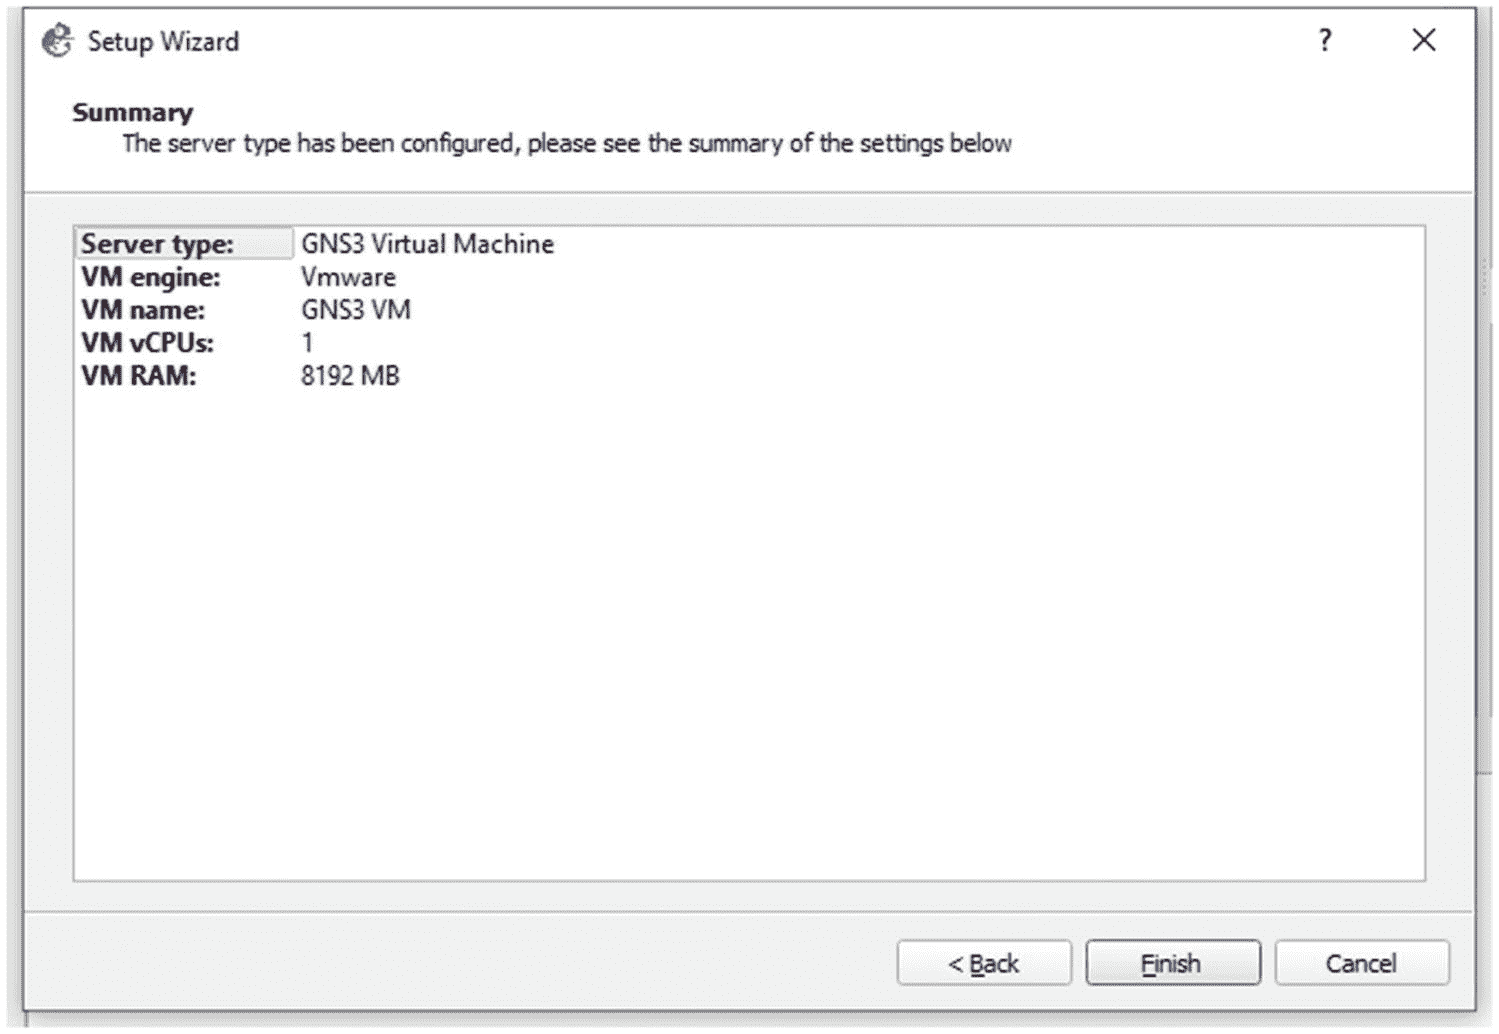 Setup Wizard
?
Summary
The server type has been configured, please see the summary of the settings below
Server type: GNS3 Virtual Machine
VM engine: Vmware
VM name: GNS3 VM
VM vCPUs: 1
VM RAM: 8192 MB
< Back Finish Cancel